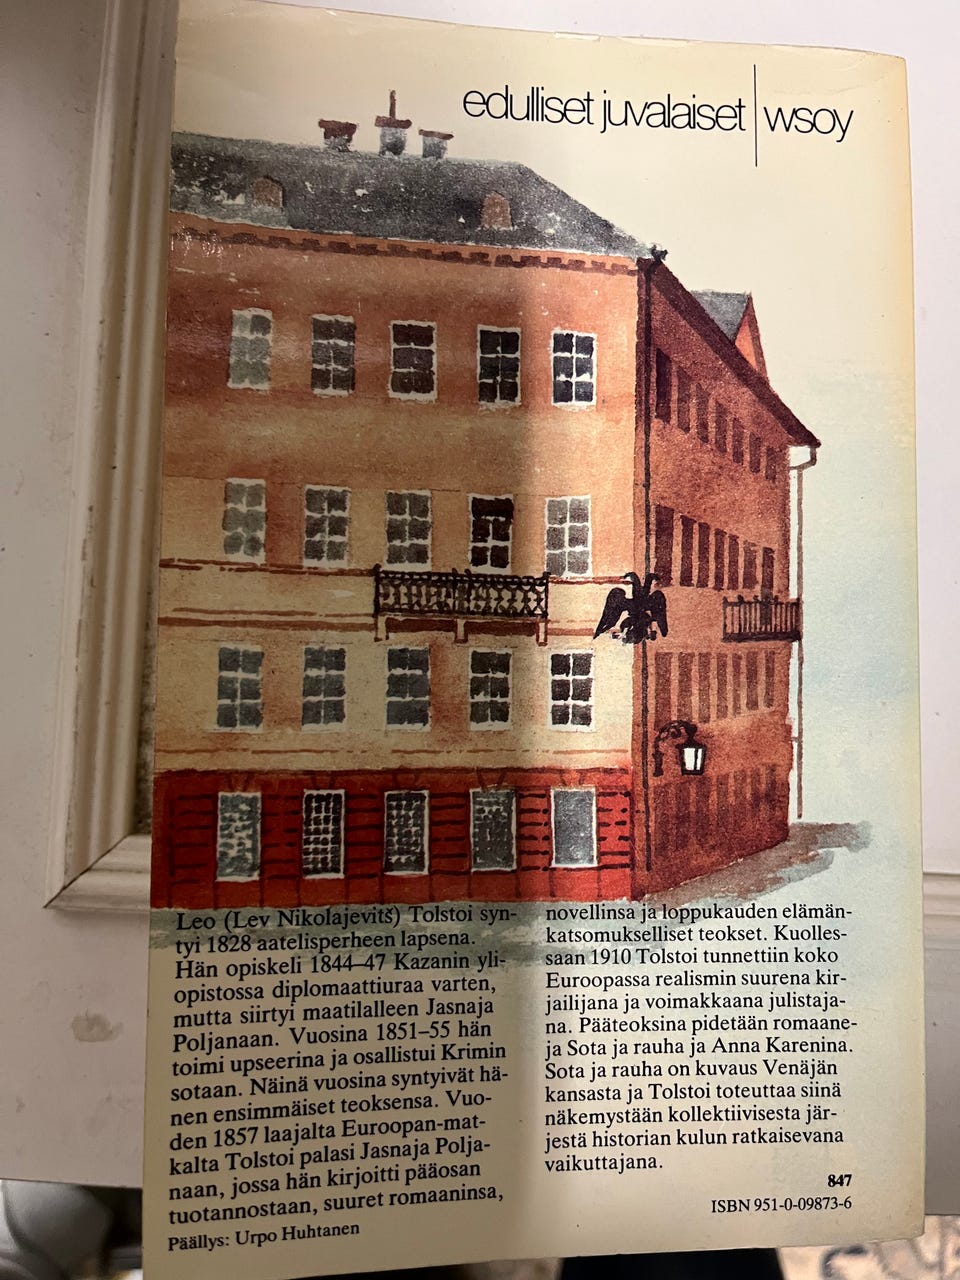 edulliset juvalaiset | wsoy
Leo (Lev Nikolajevitš) Tolstoi syn-
tyi 1828 aatelisperheen lapsena.
Hän opiskeli 1844–47 Kazanin yli-
opistossa diplomaattiuraa varten,
mutta siirtyi maatilalleen Jasnaja
Poljanaan. Vuosina 1851–55 hän
toimi upseerina ja osallistui Krimin
sotaan. Näinä vuosina syntyivät hä-
nen ensimmäiset teoksensa. Vuo-
den 1857 laajalta Euroopan-mat-
kalta Tolstoi palasi Jasnaja Polja-
naan, jossa hän kirjoitti pääosan
tuotannostaan, suuret romaaninsa,
Päällys: Urpo Huhtanen
novellinsa ja loppukauden elämän-
katsomukselliset teokset. Kuolles-
saan 1910 Tolstoi tunnettiin koko
Euroopassa realismin suurena kir-
jailijana ja voimakkaana julistaja-
na. Pääteoksina pidetään romaane-
ja Sota ja rauha ja Anna Karenina.
Sota ja rauha on kuvaus Venäjän
kansasta ja Tolstoi toteuttaa siinä
näkemystään kollektiivisesta jär-
jestä historian kulun ratkaisevana
vaikuttajana.
847
ISBN 951-0-09873-6